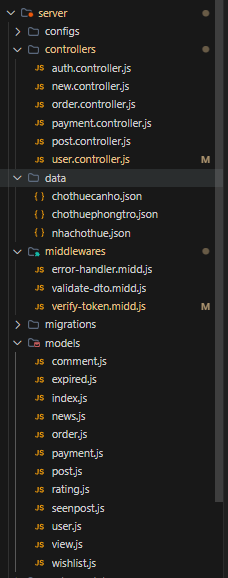 server
configs
controllers
JS auth.controller.js
JS new.controller.js
JS order.controller.js
JS payment.controller.js
JS post.controller.js
JS user.controller.js M
data
{} chothuecanho.json
{} chothuephongtro.json
{} nhachothue.json
middlewares
JS error-handler.midd.js
JS validate-dto.midd.js
JS verify-token.midd.js M
migrations
models
JS comment.js
JS expired.js
JS index.js
JS news.js
JS order.js
JS payment.js
JS post.js
JS rating.js
JS seenpost.js
JS user.js
JS view.js
JS wishlist.js